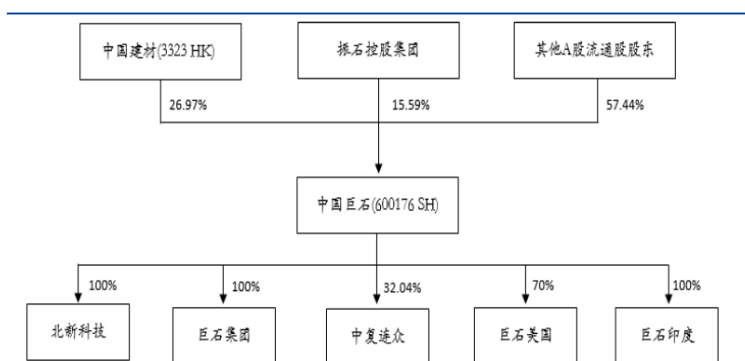 中国建材(3323 HK)
振石控股集团
其他A股流通股股东
26.97%
15.59%
57.44%
中国巨石(600176 SH)
100%
100%
32.04%
70%
100%
北新科技
巨石集团
中复连众
巨石美国
巨石印度